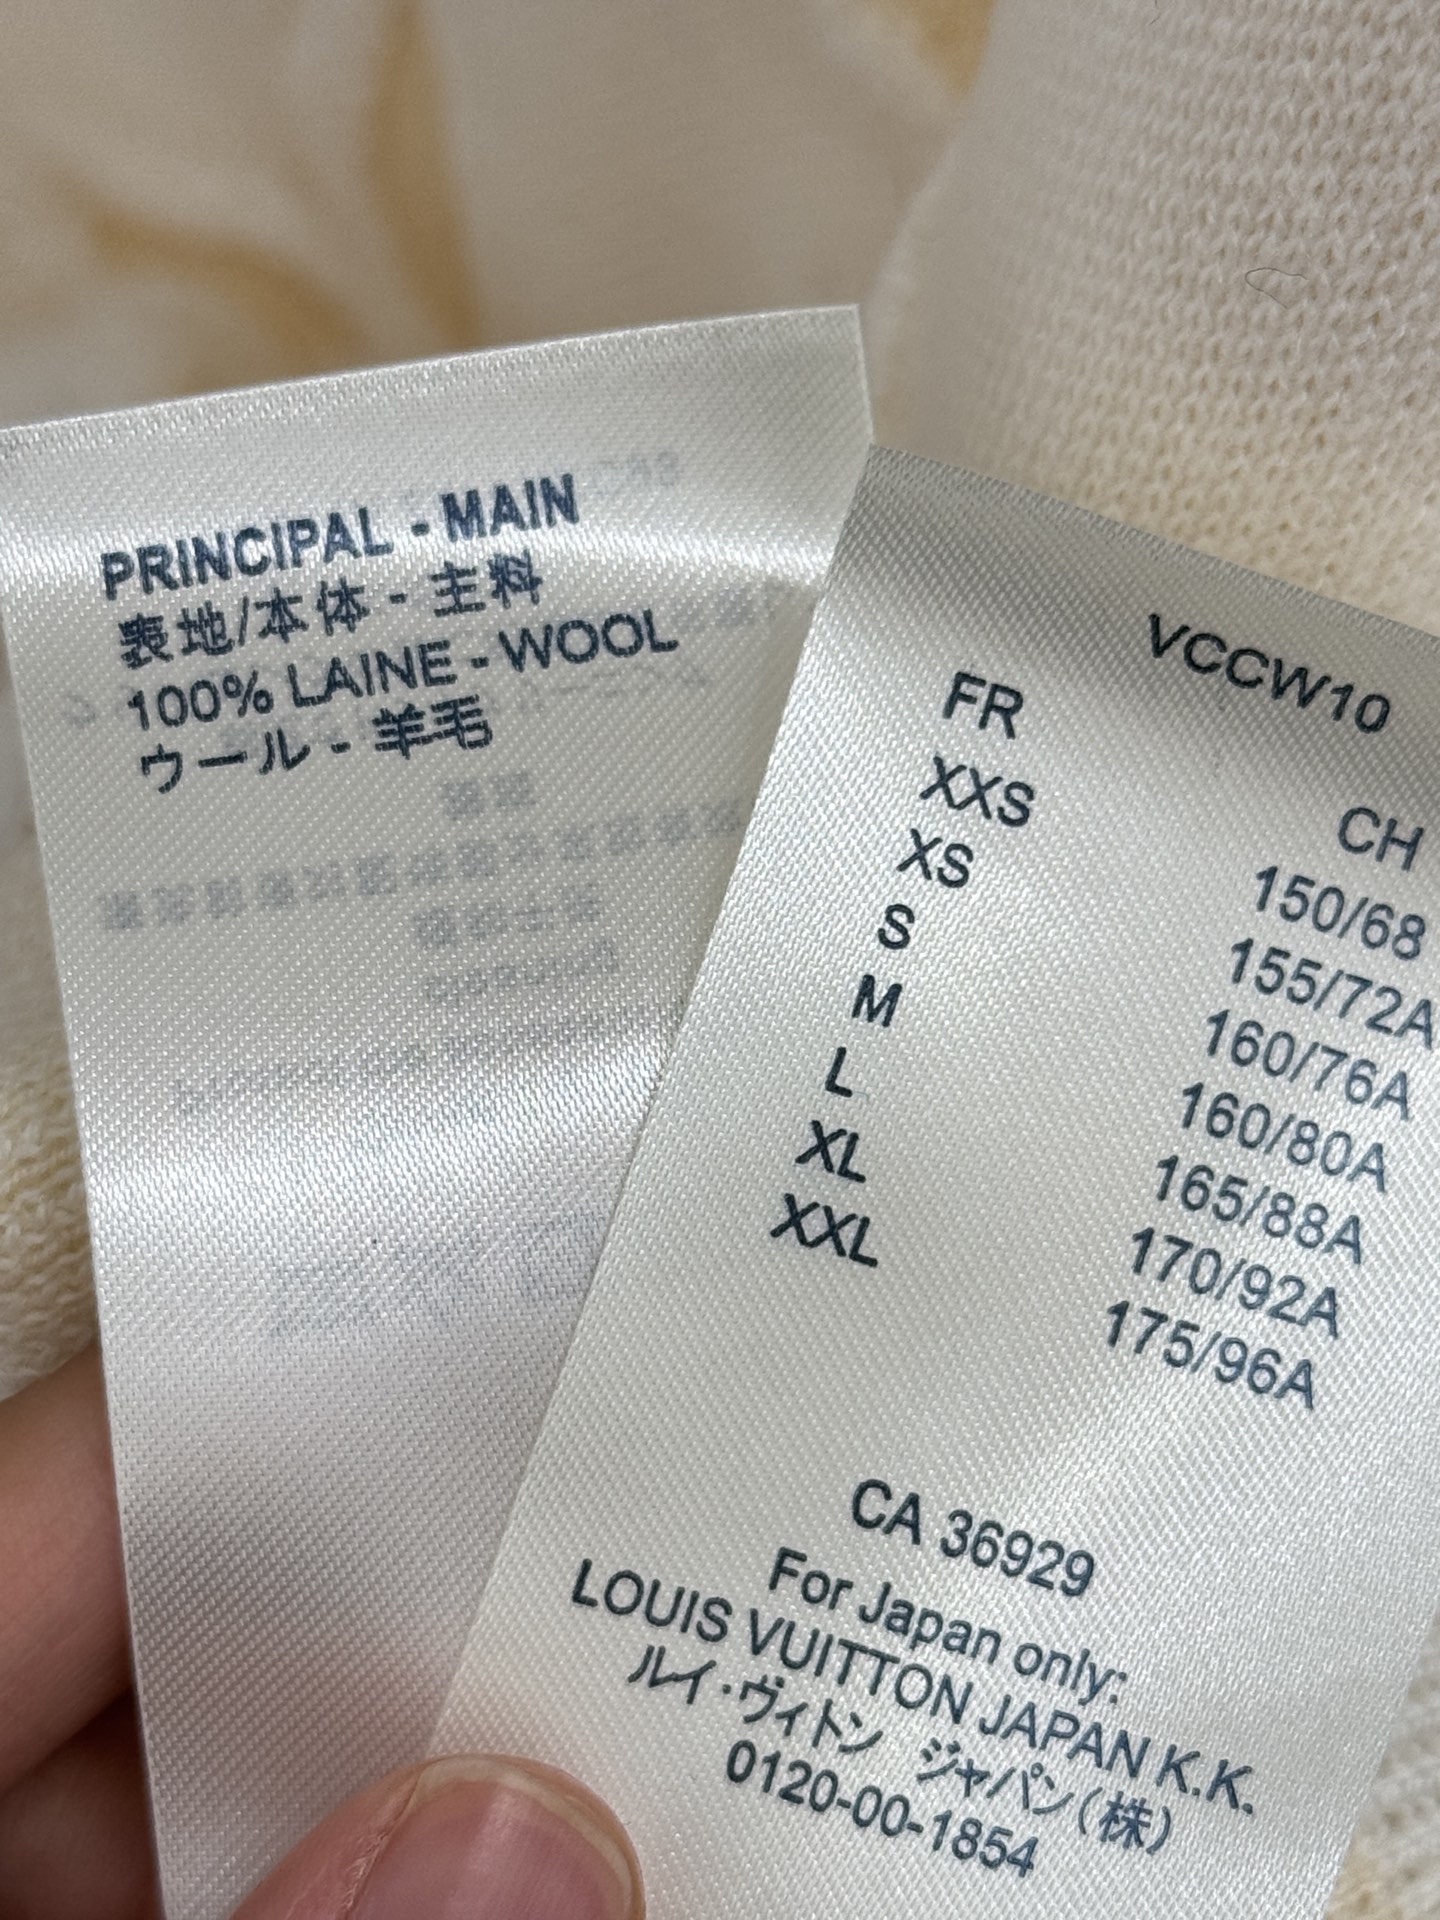 PRINCIPAL - MAIN
表地/本体 - 主料
100% LAINE - WOOL
ウール - 羊毛
VCCW10
FR CH
XXS 150/68
XS 155/72A
S 160/76A
M 160/80A
L 165/88A
XL 170/92A
XXL 175/96A
CA 36929
For Japan only:
LOUIS VUITTON JAPAN K.K.
ルイ・ヴィトン ジャパン(株)
0120-00-1854